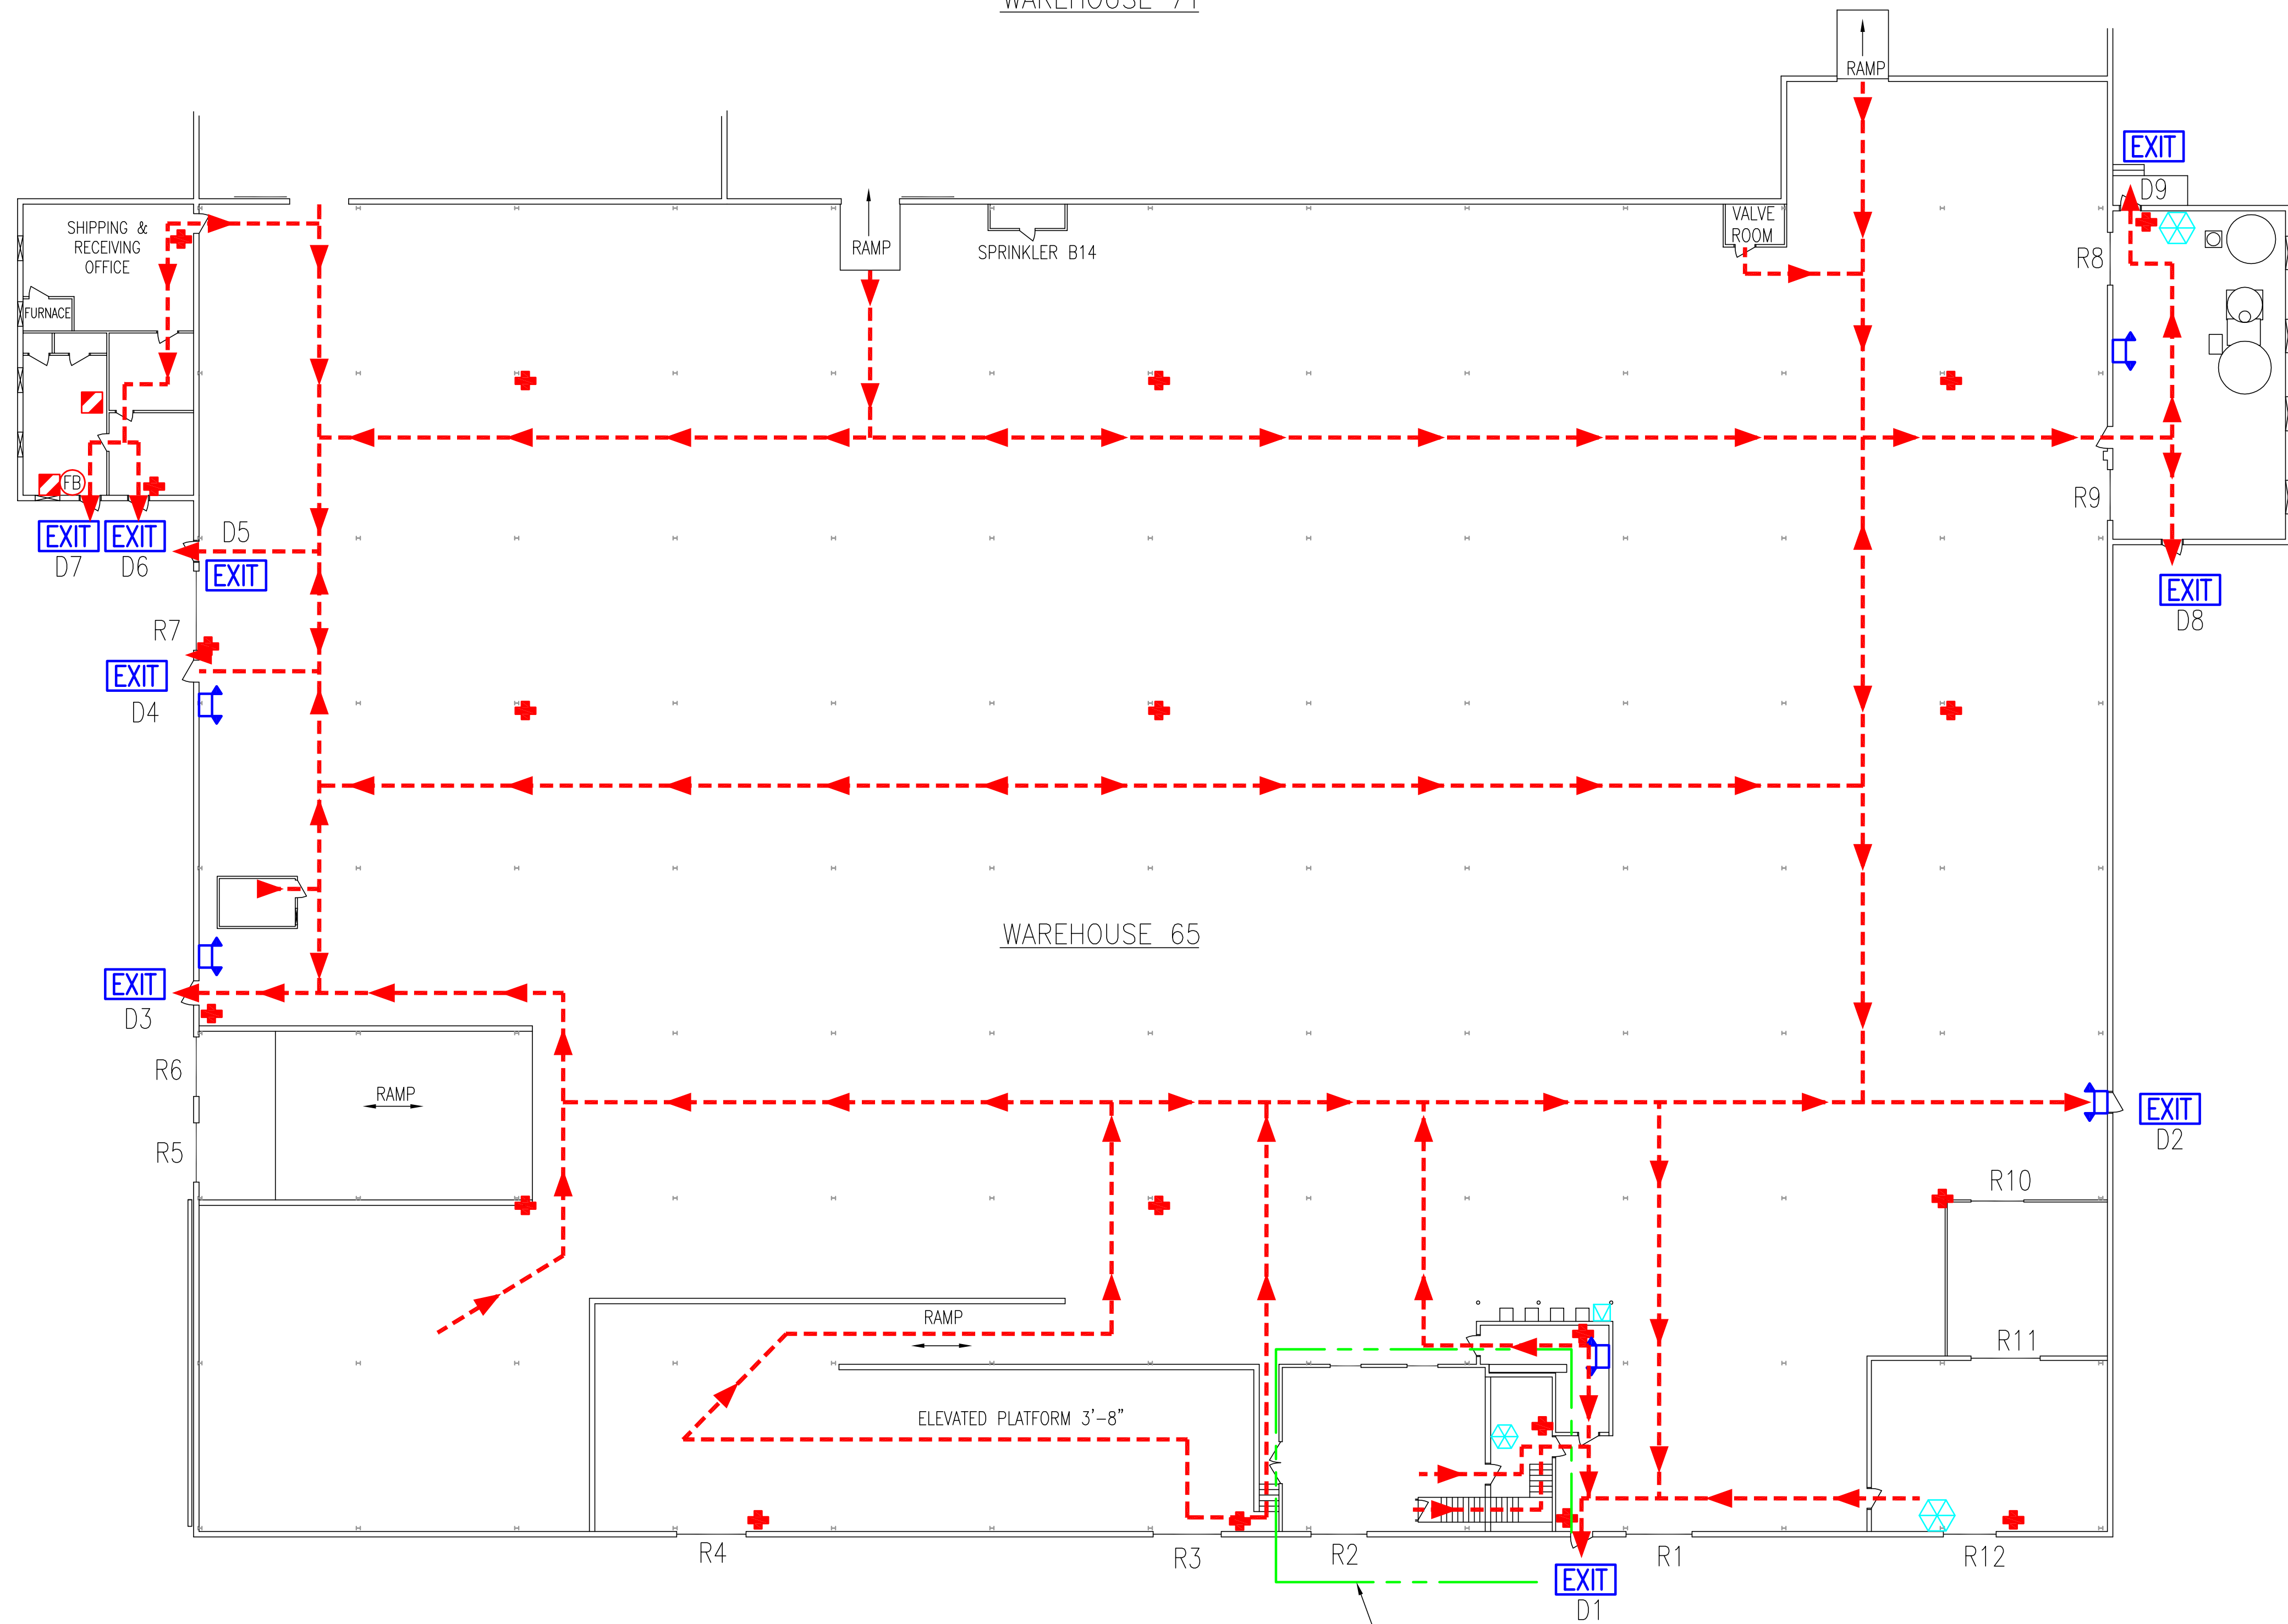 WAREHOUSE 71
RAMP
EXIT
D9
SHIPPING &
RECEIVING
OFFICE
RAMP
SPRINKLER B14
VALVE
ROOM
R8
FURNACE
FB
R9
EXIT
D7
EXIT
D6
D5
EXIT
EXIT
D8
R7
EXIT
D4
WAREHOUSE 65
EXIT
D3
R6
RAMP
R5
EXIT
D2
R10
RAMP
R11
ELEVATED PLATFORM 3'-8"
R4
R3
R2
R1
R12
EXIT
D1